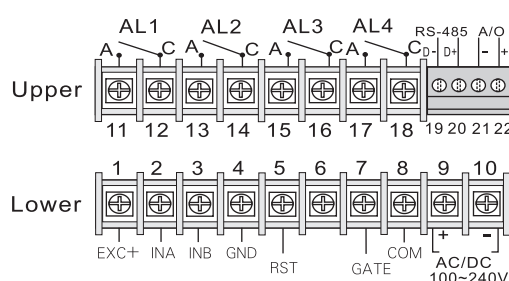 AL1 AL2 AL3 AL4 RS-485 A/O
A C A C A C A C D- D+ - +
Upper
11 12 13 14 15 16 17 18 19 20 21 22
1 2 3 4 5 6 7 8 9 10
Lower
EXC+ INA INB GND RST GATE COM + -
AC/DC
100~240V